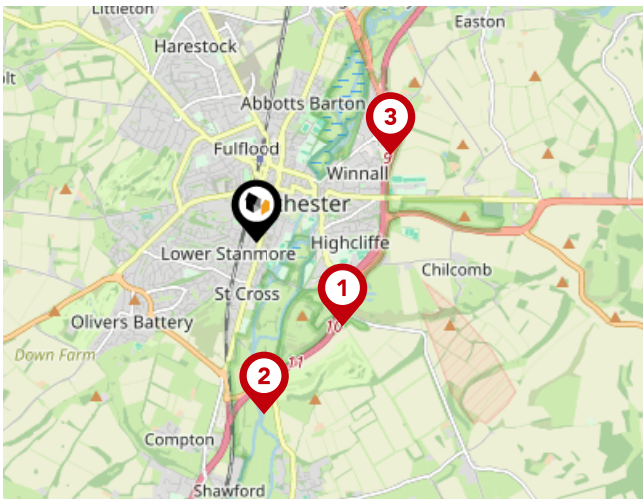 Littleton
Easton
Harestock
olt
Abbotts Barton
3
9
Fulflood
Winnall
hester
Highcliffe
Lower Stanmore
Chilcomb
St Cross
1
10
Olivers Battery
Down Farm
11
2
Compton
Shawford